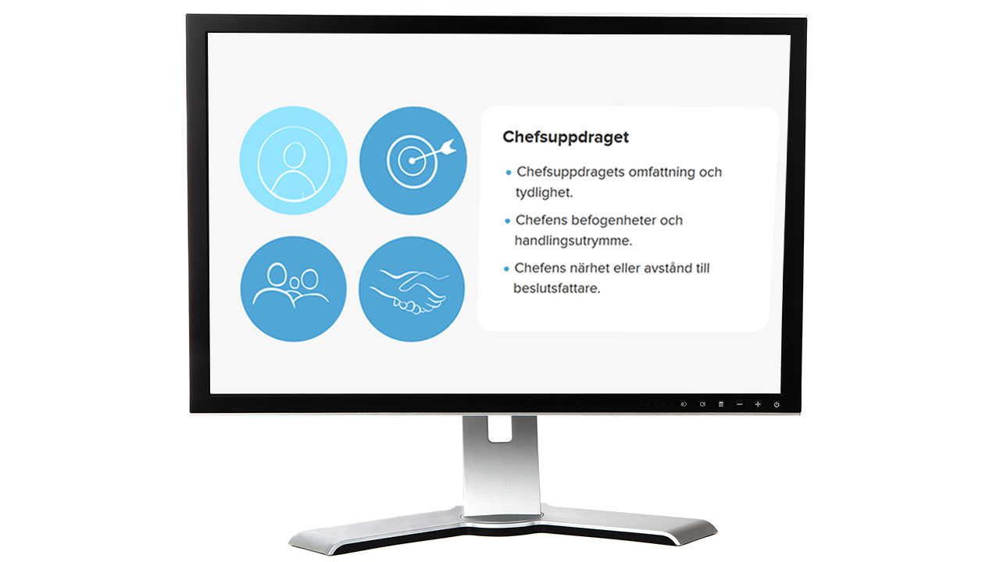 Chefsuppdraget
• Chefsuppdragets omfattning och
tydlighet.
• Chefens befogenheter och
handlingsutrymme.
• Chefens närhet eller avstånd till
beslutsfattare.